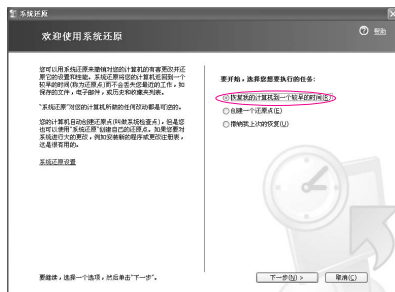 系统还原
欢迎使用系统还原
帮助
您可以用系统还原来撤销对您的计算机的有害更改并还
原它的设置和性能。系统还原将您的计算机返回到一个
较早的时间(称为还原点)而不会丢失您最近的工作，如
保存的文件，电子邮件，或历史和收藏夹列表。
“系统还原”对您的计算机所做的任何改动都是可逆的。
您的计算机自动创建还原点(叫做系统检查点)，但是您
也可以使用“系统还原”创建自己的还原点。如果您要对
系统进行大的更改，例如安装新的程序或更改注册表，
这是很有用的。
系统还原设置
要开始，选择您想要执行的任务:
恢复我的计算机到一个较早的时间(R)
创建一个还原点(E)
撤销我上次的恢复(U)
要继续，选择一个选项，然后单击“下一步”。
下一步(N) >
取消(C)